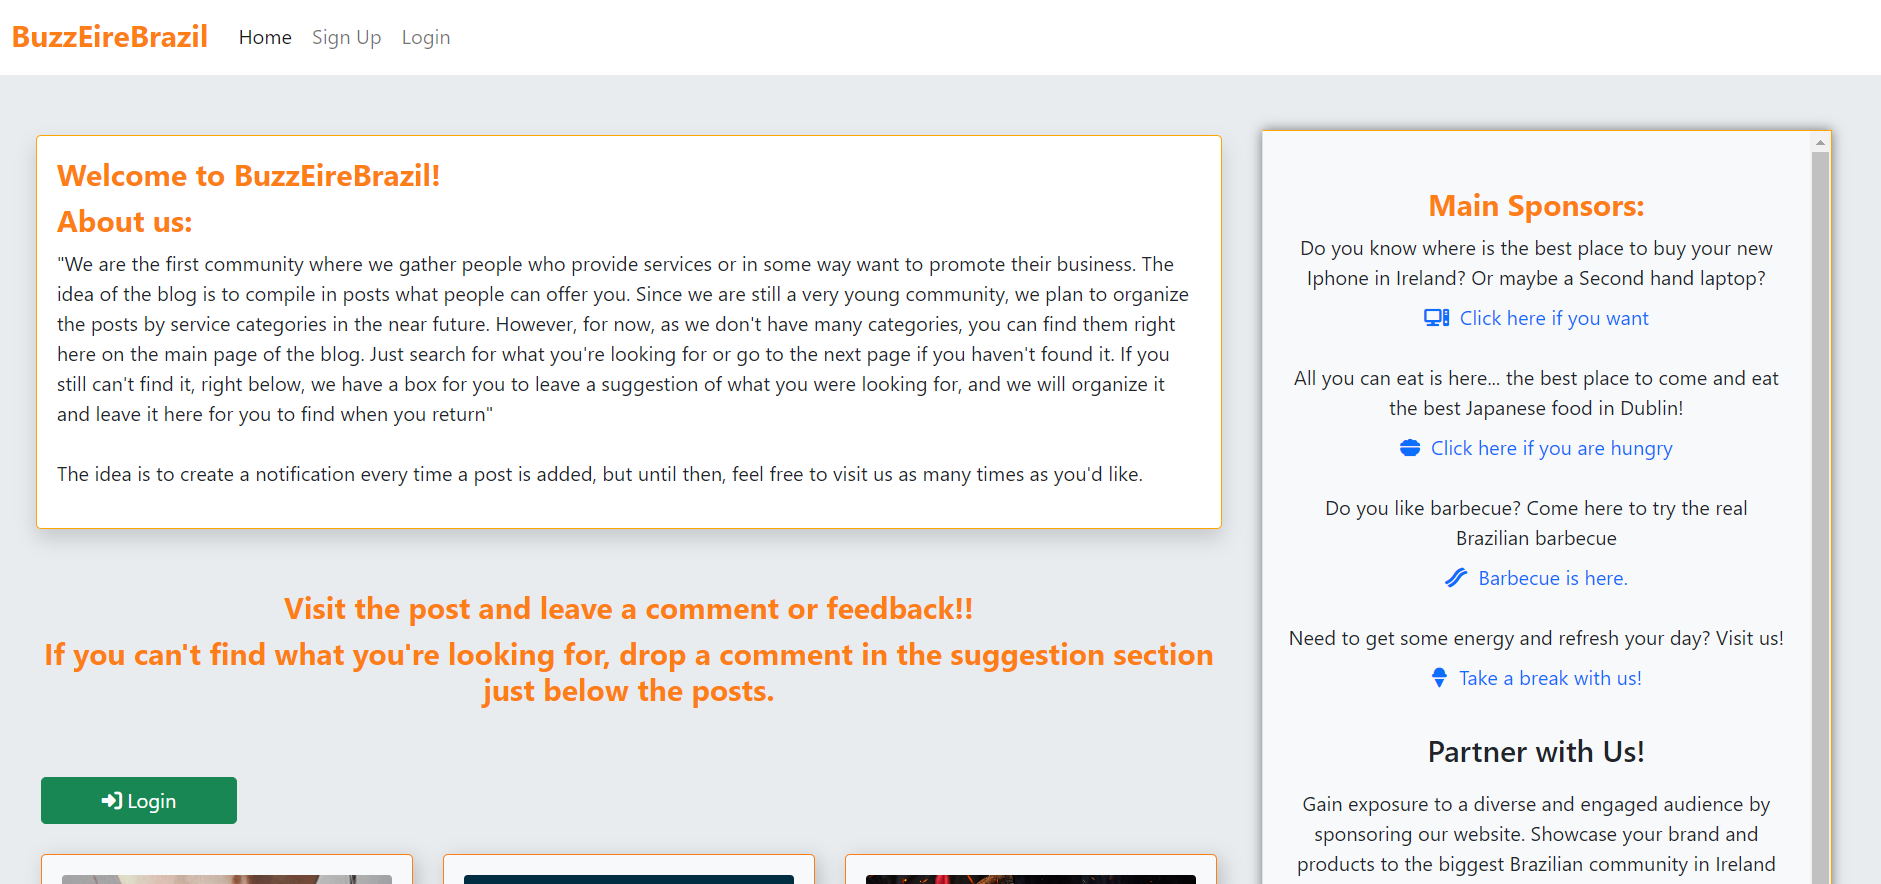 BuzzEireBrazil
Home
Sign Up
Login
Welcome to BuzzEireBrazil!
About us:
"We are the first community where we gather people who provide services or in some way want to promote their business. The
idea of the blog is to compile in posts what people can offer you. Since we are still a very young community, we plan to organize
the posts by service categories in the near future. However, for now, as we don't have many categories, you can find them right
here on the main page of the blog. Just search for what you're looking for or go to the next page if you haven't found it. If you
still can't find it, right below, we have a box for you to leave a suggestion of what you were looking for, and we will organize it
and leave it here for you to find when you return"
The idea is to create a notification every time a post is added, but until then, feel free to visit us as many times as you'd like.
Visit the post and leave a comment or feedback!!
If you can't find what you're looking for, drop a comment in the suggestion section
just below the posts.
Login
Main Sponsors:
Do you know where is the best place to buy your new
Iphone in Ireland? Or maybe a Second hand laptop?
Click here if you want
All you can eat is here... the best place to come and eat
the best Japanese food in Dublin!
Click here if you are hungry
Do you like barbecue? Come here to try the real
Brazilian barbecue
Barbecue is here.
Need to get some energy and refresh your day? Visit us!
Take a break with us!
Partner with Us!
Gain exposure to a diverse and engaged audience by
sponsoring our website. Showcase your brand and
products to the biggest Brazilian community in Ireland